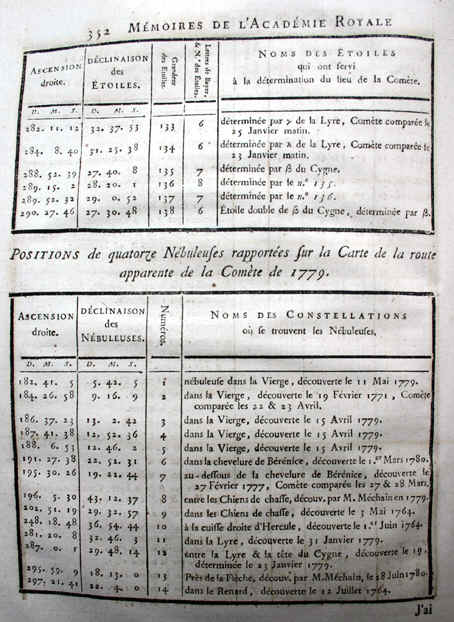 352 MÉMOIRES DE L'ACADÉMIE ROYALE
ASCENSION droite.
DÉCLINAISON des ÉTOILES.
Grandeur des Étoiles.
Lettres de Bayer, & N.os des Étoiles.
NOMS DES ÉTOILES
qui ont servi
à la détermination du lieu de la Comète.
D. M. S. D. M. S.
282. 11. 12 32. 37. 53 133 6 déterminée par γ de la Lyre, Comète comparée le
25 Janvier matin.
284. 8. 40 31. 23. 38 134 6 déterminée par λ de la Lyre, Comète comparée le
23 Janvier matin.
288. 52. 39 27. 40. 8 135 7 déterminée par β du Cygne.
289. 15. 2 28. 20. 1 136 8 déterminée par le n.° 135.
289. 52. 32 29. 0. 52 137 7 déterminée par le n.° 136.
290. 27. 46 27. 30. 48 138 6 Étoile double de β du Cygne, déterminée par β.
POSITIONS de quatorze Nébuleuses rapportées sur la Carte de la route
apparente de la Comète de 1779.
ASCENSION droite.
DÉCLINAISON des NÉBULEUSES.
Numéros.
NOMS DES CONSTELLATIONS
où se trouvent les Nébuleuses.
D. M. S. D. M. S.
182. 41. 5 5. 42. 5 1 nébuleuse dans la Vierge, découverte le 11 Mai 1779.
184. 26. 58 9. 16. 9 2 dans la Vierge, découverte le 19 Février 1771, Comète
comparée les 22 & 23 Avril.
186. 37. 23 13. 2. 42 3 dans la Vierge, découverte le 15 Avril 1779.
187. 41. 38 12. 52. 36 4 dans la Vierge, découverte le 15 Avril 1779.
188. 6. 53 12. 46. 2 5 dans la Vierge, découverte le 15 Avril 1779.
191. 27. 38 22. 52. 31 6 dans la chevelure de Bérénice, découverte le 1.er Mars 1780.
195. 30. 26 19. 22. 44 7 au-dessous de la chevelure de Bérénice, découverte le
27 Février 1777, Comète comparée les 27 & 28 Mars.
196. 5. 30 43. 12. 37 8 entre les Chiens de chasse, découv. par M. Méchain en 1779.
202. 51. 19 29. 32. 57 9 dans les Chiens de chasse, découverte le 3 Mai 1764.
248. 18. 48 36. 54. 44 10 à la cuisse droite d'Hercule, découverte le 1.er Juin 1764.
281. 20. 8 32. 46. 3 11 dans la Lyre, découverte le 31 Janvier 1779.
287. 0. 1 29. 48. 14 12 entre la Lyre & la tête du Cygne, découverte le 19,
déterminée le 23 Janvier 1779.
295. 59. 9 18. 13. 0 13 Près de la Flèche, découv. par M. Méchain, le 28 Juin 1780.
297. 21. 41 22. 4. 0 14 dans le Renard, découverte le 12 Juillet 1764.
J'ai